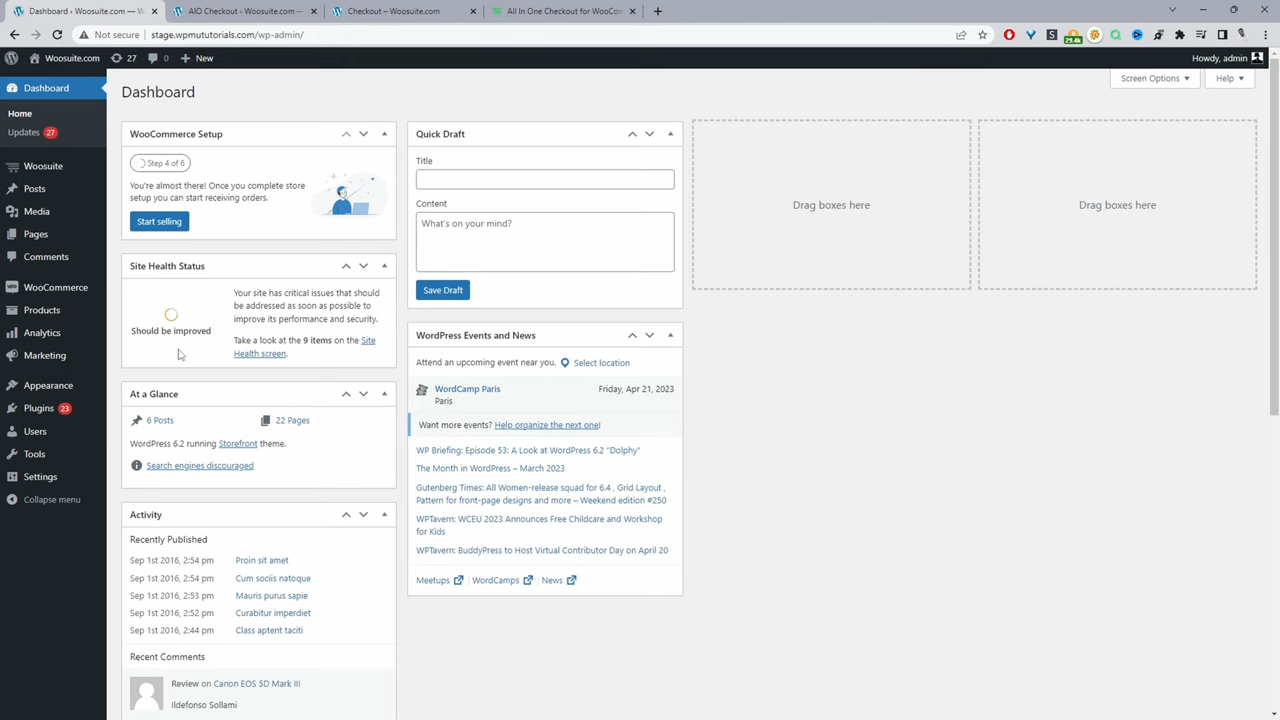 Dashboard ‹ Woosuite.com — W
AIO Checkout ‹ Woosuite.com —
Checkout – Woosuite.com
All In One Checkout for WooCom
Not secure
stage.wpmututorials.com/wp-admin/
Woosuite.com
27
0
New
Howdy, admin
Dashboard
Home
Updates 27
Woosuite
Posts
Media
Pages
Comments
WooCommerce
Products
Analytics
Marketing
Appearance
Plugins 23
Users
Tools
Settings
Collapse menu
Screen Options
Help
Dashboard
WooCommerce Setup
Step 4 of 6
You're almost there! Once you complete store
setup you can start receiving orders.
Start selling
Site Health Status
Should be improved
Your site has critical issues that should
be addressed as soon as possible to
improve its performance and security.
Take a look at the 9 items on the Site
Health screen.
At a Glance
6 Posts
22 Pages
WordPress 6.2 running Storefront theme.
Search engines discouraged
Activity
Recently Published
Sep 1st 2016, 2:54 pm Proin sit amet
Sep 1st 2016, 2:54 pm Cum sociis natoque
Sep 1st 2016, 2:53 pm Mauris purus sapie
Sep 1st 2016, 2:52 pm Curabitur imperdiet
Sep 1st 2016, 2:44 pm Class aptent taciti
Recent Comments
Review on Canon EOS 5D Mark III
Ildefonso Sollami
Quick Draft
Title
Content
What's on your mind?
Save Draft
WordPress Events and News
Attend an upcoming event near you. Select location
WordCamp Paris Friday, Apr 21, 2023
Paris
Want more events? Help organize the next one!
WP Briefing: Episode 53: A Look at WordPress 6.2 "Dolphy"
The Month in WordPress – March 2023
Gutenberg Times: All Women-release squad for 6.4 , Grid Layout ,
Pattern for front-page designs and more – Weekend edition #250
WPTavern: WCEU 2023 Announces Free Childcare and Workshop
for Kids
WPTavern: BuddyPress to Host Virtual Contributor Day on April 20
Meetups | WordCamps | News
Drag boxes here
Drag boxes here